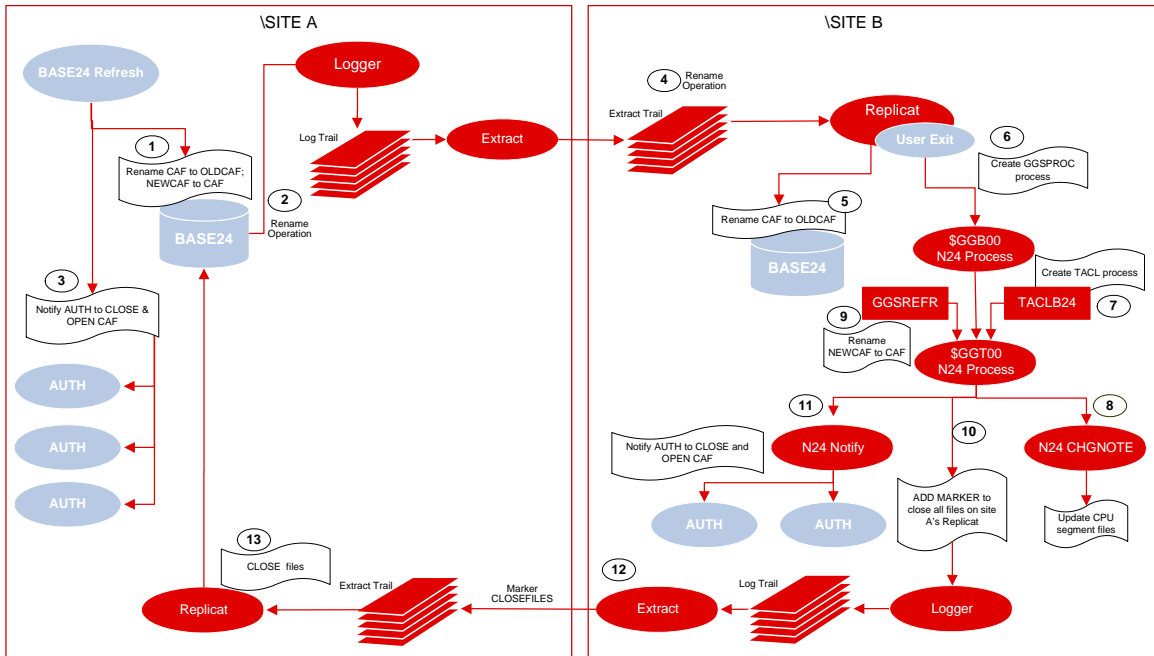 \SITE A
BASE24 Refresh
Logger
Log Trail
Extract
1
Rename CAF to OLDCAF;
NEWCAF to CAF
2
Rename
Operation
BASE24
3
Notify AUTH to CLOSE &
OPEN CAF
AUTH
AUTH
AUTH
13
CLOSE files
Extract Trail
Replicat
Marker
CLOSEFILES
\SITE B
4
Rename
Operation
Extract Trail
Replicat
User Exit
6
Create GGSPROC
process
5
Rename CAF to OLDCAF
BASE24
$GGB00
N24 Process
Create TACL process
GGSREFR
TACLB24
7
9
Rename
NEWCAF to CAF
$GGT00
N24 Process
11
10
8
Notify AUTH to CLOSE and
OPEN CAF
N24 Notify
N24 CHGNOTE
AUTH
AUTH
ADD MARKER to
close all files on site
A's Replicat
Update CPU
segment files
12
Extract
Log Trail
Logger